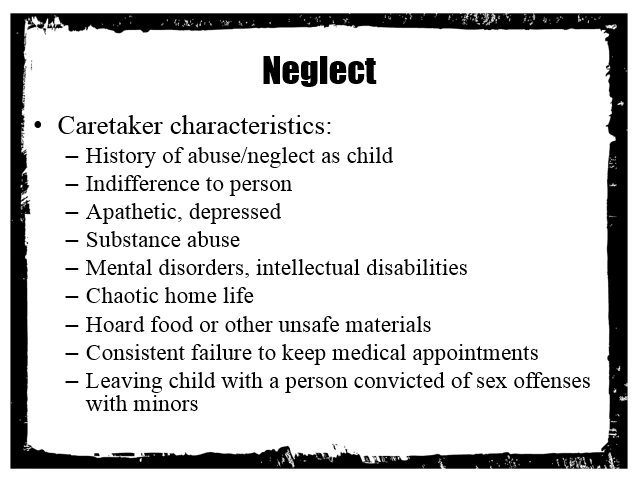 Neglect
• Caretaker characteristics:
– History of abuse/neglect as child
– Indifference to person
– Apathetic, depressed
– Substance abuse
– Mental disorders, intellectual disabilities
– Chaotic home life
– Hoard food or other unsafe materials
– Consistent failure to keep medical appointments
– Leaving child with a person convicted of sex offenses
with minors